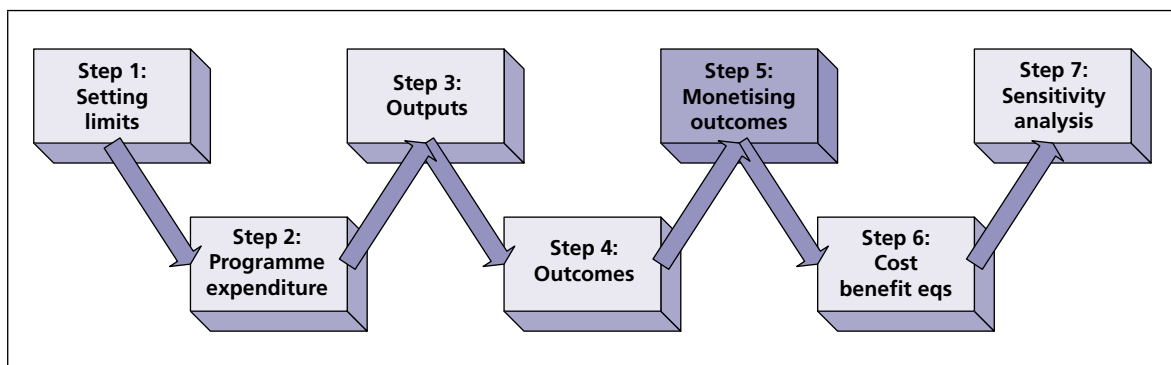 Step 1:
Setting
limits
Step 2:
Programme
expenditure
Step 3:
Outputs
Step 4:
Outcomes
Step 5:
Monetising
outcomes
Step 6:
Cost
benefit eqs
Step 7:
Sensitivity
analysis